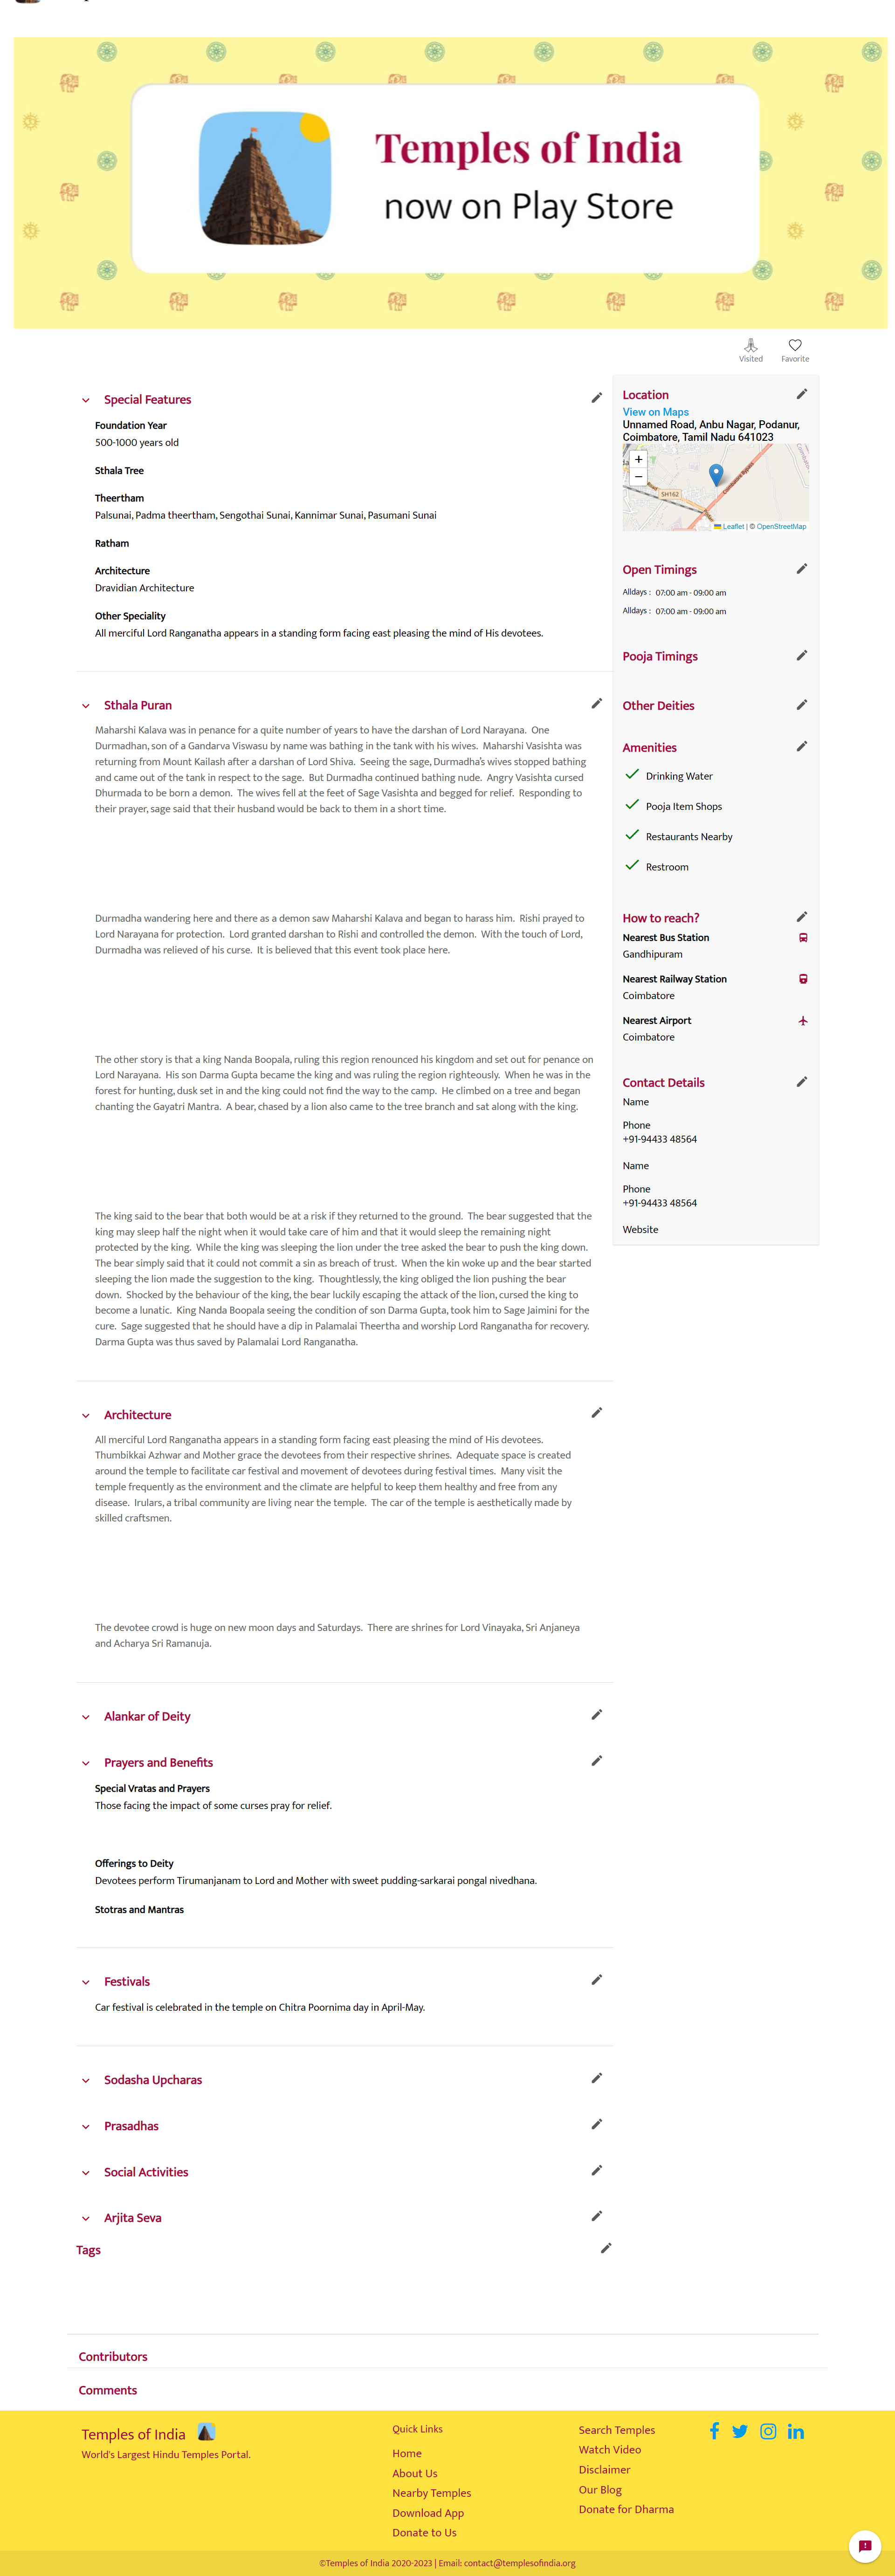 Temples of India
now on Play Store
Visited
Favorite
Special Features
Foundation Year
500-1000 years old
Sthala Tree
Theertham
Palsunai, Padma theertham, Sengothai Sunai, Kannimar Sunai, Pasumani Sunai
Ratham
Architecture
Dravidian Architecture
Other Speciality
All merciful Lord Ranganatha appears in a standing form facing east pleasing the mind of His devotees.
Sthala Puran
Maharshi Kalava was in penance for a quite number of years to have the darshan of Lord Narayana.  One
Durmadhan, son of a Gandarva Viswasu by name was bathing in the tank with his wives.  Maharshi Vasishta was
returning from Mount Kailash after a darshan of Lord Shiva.  Seeing the sage, Durmadha’s wives stopped bathing
and came out of the tank in respect to the sage.  But Durmadha continued bathing nude.  Angry Vasishta cursed
Dhurmada to be born a demon.  The wives fell at the feet of Sage Vasishta and begged for relief.  Responding to
their prayer, sage said that their husband would be back to them in a short time.
Durmadha wandering here and there as a demon saw Maharshi Kalava and began to harass him.  Rishi prayed to
Lord Narayana for protection.  Lord granted darshan to Rishi and controlled the demon.  With the touch of Lord,
Durmadha was relieved of his curse.  It is believed that this event took place here.
The other story is that a king Nanda Boopala, ruling this region renounced his kingdom and set out for penance on
Lord Narayana.  His son Darma Gupta became the king and was ruling the region righteously.  When he was in the
forest for hunting, dusk set in and the king could not find the way to the camp.  He climbed on a tree and began
chanting the Gayatri Mantra.  A bear, chased by a lion also came to the tree branch and sat along with the king.
The king said to the bear that both would be at a risk if they returned to the ground.  The bear suggested that the
king may sleep half the night when it would take care of him and that it would sleep the remaining night
protected by the king.  While the king was sleeping the lion under the tree asked the bear to push the king down.
The bear simply said that it could not commit a sin as breach of trust.  When the kin woke up and the bear started
sleeping the lion made the suggestion to the king.  Thoughtlessly, the king obliged the lion pushing the bear
down.  Shocked by the behaviour of the king, the bear luckily escaping the attack of the lion, cursed the king to
become a lunatic.  King Nanda Boopala seeing the condition of son Darma Gupta, took him to Sage Jaimini for the
cure.  Sage suggested that he should have a dip in Palamalai Theertha and worship Lord Ranganatha for recovery.
Darma Gupta was thus saved by Palamalai Lord Ranganatha.
Architecture
All merciful Lord Ranganatha appears in a standing form facing east pleasing the mind of His devotees.
Thumbikkai Azhwar and Mother grace the devotees from their respective shrines.  Adequate space is created
around the temple to facilitate car festival and movement of devotees during festival times.  Many visit the
temple frequently as the environment and the climate are helpful to keep them healthy and free from any
disease.  Irulars, a tribal community are living near the temple.  The car of the temple is aesthetically made by
skilled craftsmen.
The devotee crowd is huge on new moon days and Saturdays.  There are shrines for Lord Vinayaka, Sri Anjaneya
and Acharya Sri Ramanuja.
Alankar of Deity
Prayers and Benefits
Special Vratas and Prayers
Those facing the impact of some curses pray for relief.
Offerings to Deity
Devotees perform Tirumanjanam to Lord and Mother with sweet pudding-sarkarai pongal nivedhana.
Stotras and Mantras
Festivals
Car festival is celebrated in the temple on Chitra Poornima day in April-May.
Sodasha Upcharas
Prasadhas
Social Activities
Arjita Seva
Tags
Location
View on Maps
Unnamed Road, Anbu Nagar, Podanur,
Coimbatore, Tamil Nadu 641023
+
−
SH162
Coimbatore Bypass
Leaflet | © OpenStreetMap
Open Timings
Alldays : 07:00 am - 09:00 am
Alldays : 07:00 am - 09:00 am
Pooja Timings
Other Deities
Amenities
Drinking Water
Pooja Item Shops
Restaurants Nearby
Restroom
How to reach?
Nearest Bus Station
Gandhipuram
Nearest Railway Station
Coimbatore
Nearest Airport
Coimbatore
Contact Details
Name
Phone
+91-94433 48564
Name
Phone
+91-94433 48564
Website
Contributors
Comments
Temples of India
World's Largest Hindu Temples Portal.
Quick Links
Home
About Us
Nearby Temples
Download App
Donate to Us
Search Temples
Watch Video
Disclaimer
Our Blog
Donate for Dharma
©Temples of India 2020-2023 | Email: contact@templesofindia.org